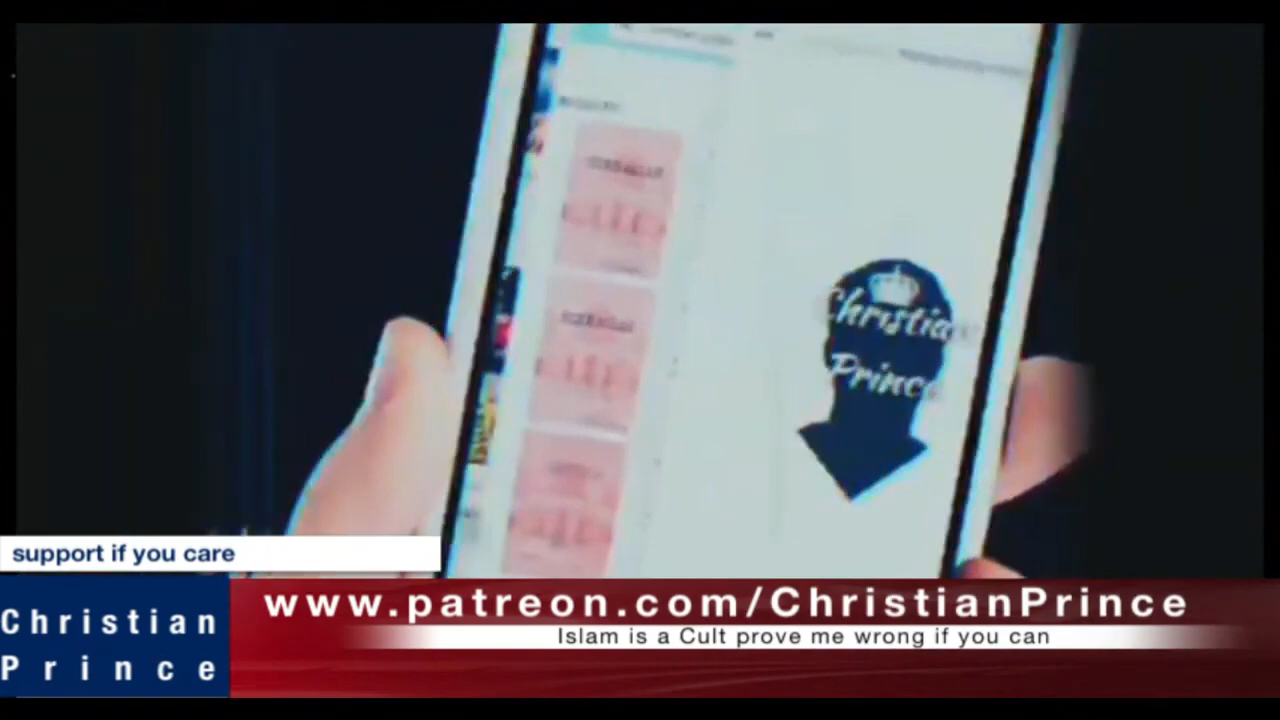 Christian
Prince
support if you care
Christian
Prince
www.patreon.com/ChristianPrince
Islam is a Cult prove me wrong if you can